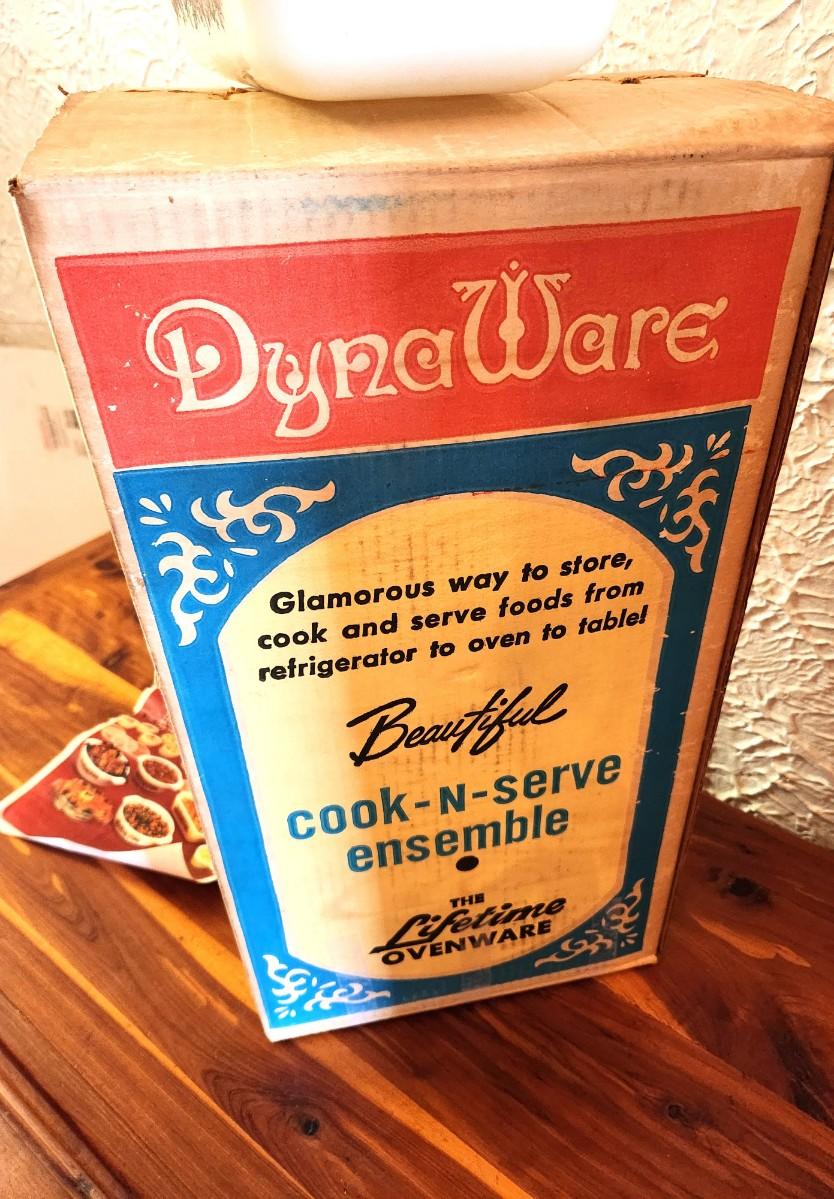 DynaWare
Glamorous way to store,
cook and serve foods from
refrigerator to oven to table!
Beautiful
cook-N-serve
ensemble
THE
Lifetime
OVENWARE